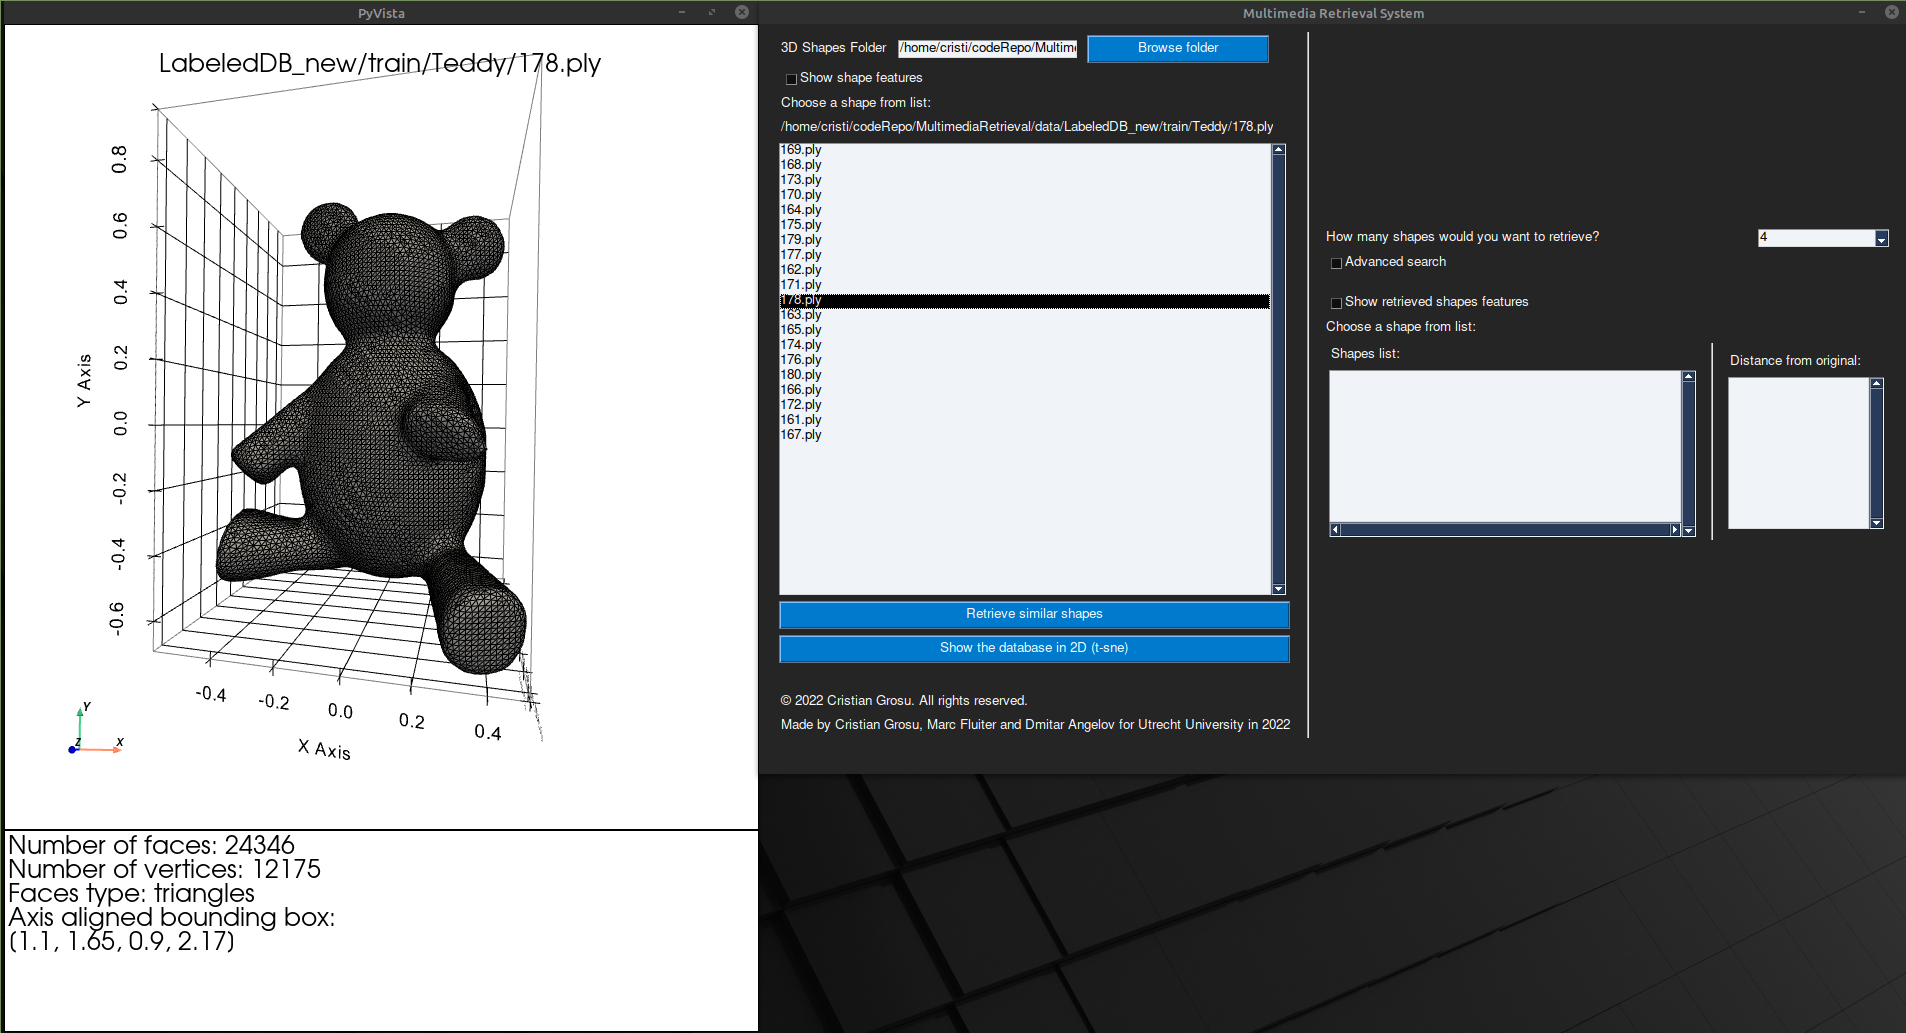 PyVista
LabeledDB_new/train/Teddy/178.ply
0.8
0.6
0.4
0.2
0.0
-0.2
-0.4
-0.6
Y Axis
-0.4
-0.2
0.0
0.2
0.4
X Axis
Y
Z
X
Number of faces: 24346
Number of vertices: 12175
Faces type: triangles
Axis aligned bounding box:
(1.1, 1.65, 0.9, 2.17)
Multimedia Retrieval System
3D Shapes Folder /home/cristi/codeRepo/Multim Browse folder
Show shape features
Choose a shape from list:
/home/cristi/codeRepo/MultimediaRetrieval/data/LabeledDB_new/train/Teddy/178.ply
169.ply
168.ply
173.ply
170.ply
164.ply
175.ply
179.ply
177.ply
162.ply
171.ply
178.ply
163.ply
165.ply
174.ply
176.ply
180.ply
166.ply
172.ply
161.ply
167.ply
Retrieve similar shapes
Show the database in 2D (t-sne)
© 2022 Cristian Grosu. All rights reserved.
Made by Cristian Grosu, Marc Fluiter and Dmitar Angelov for Utrecht University in 2022
How many shapes would you want to retrieve? 4
Advanced search
Show retrieved shapes features
Choose a shape from list:
Shapes list:
Distance from original: